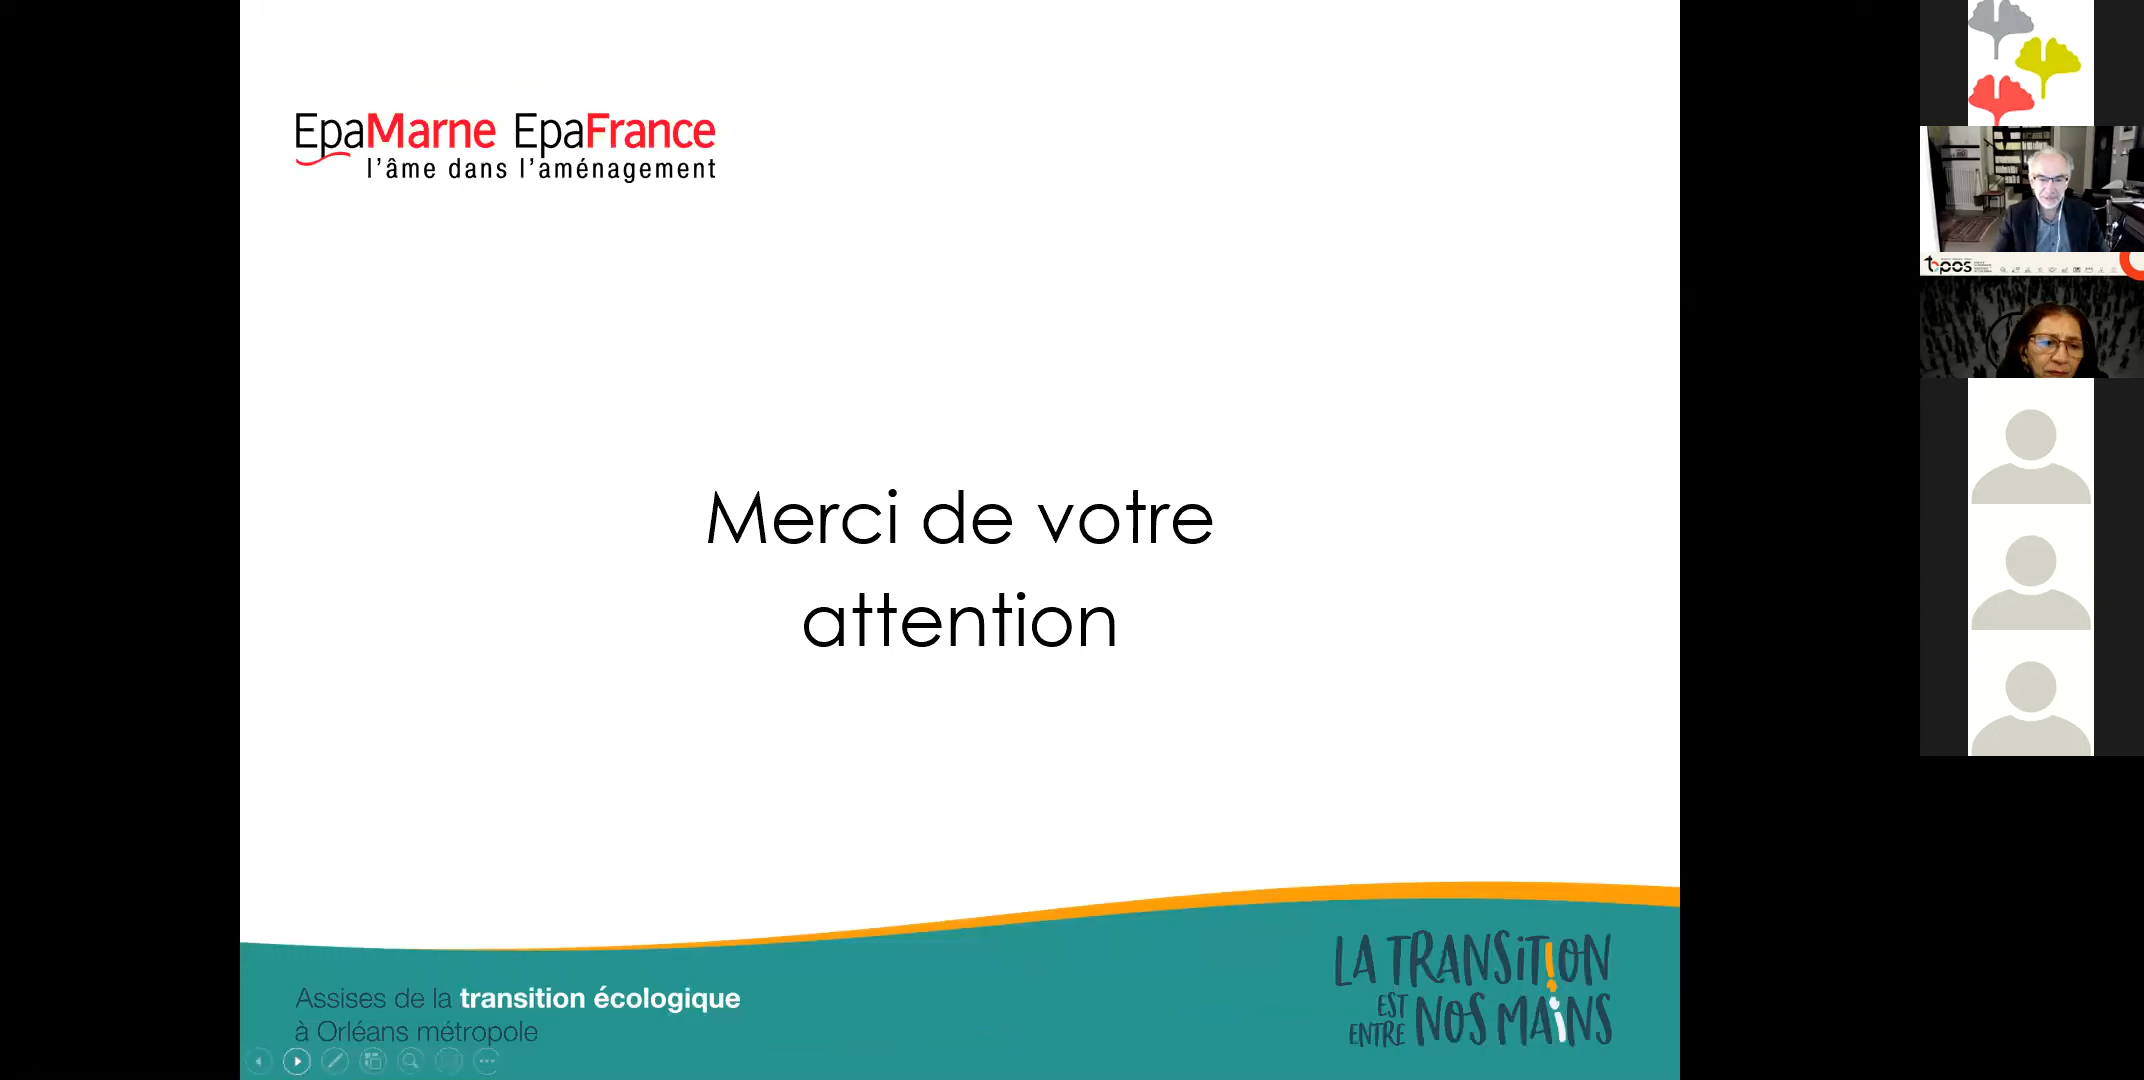 EpaMarne EpaFrance
l'âme dans l'aménagement
Merci de votre
attention
Assises de la transition écologique
à Orléans métropole
LA TRANSiTiON
EST
ENTRE NOS MAiNS
topos